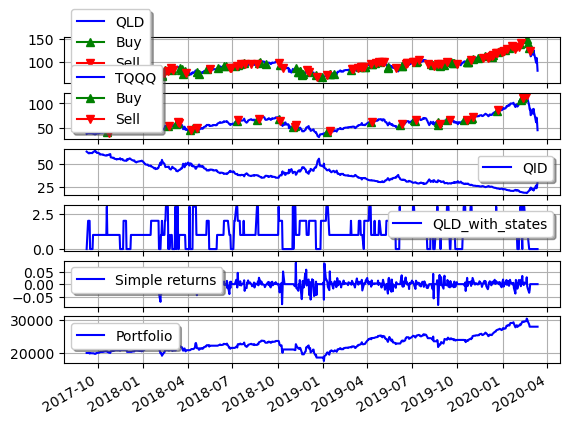 QLD
Buy
Sell
150
100
TQQQ
Buy
Sell
100
50
QID
50
25
QLD_with_states
2.5
0.0
Simple returns
0.05
0.00
−0.05
Portfolio
30000
20000
2017-10 2018-01 2018-04 2018-07 2018-10 2019-01 2019-04 2019-07 2019-10 2020-01 2020-04